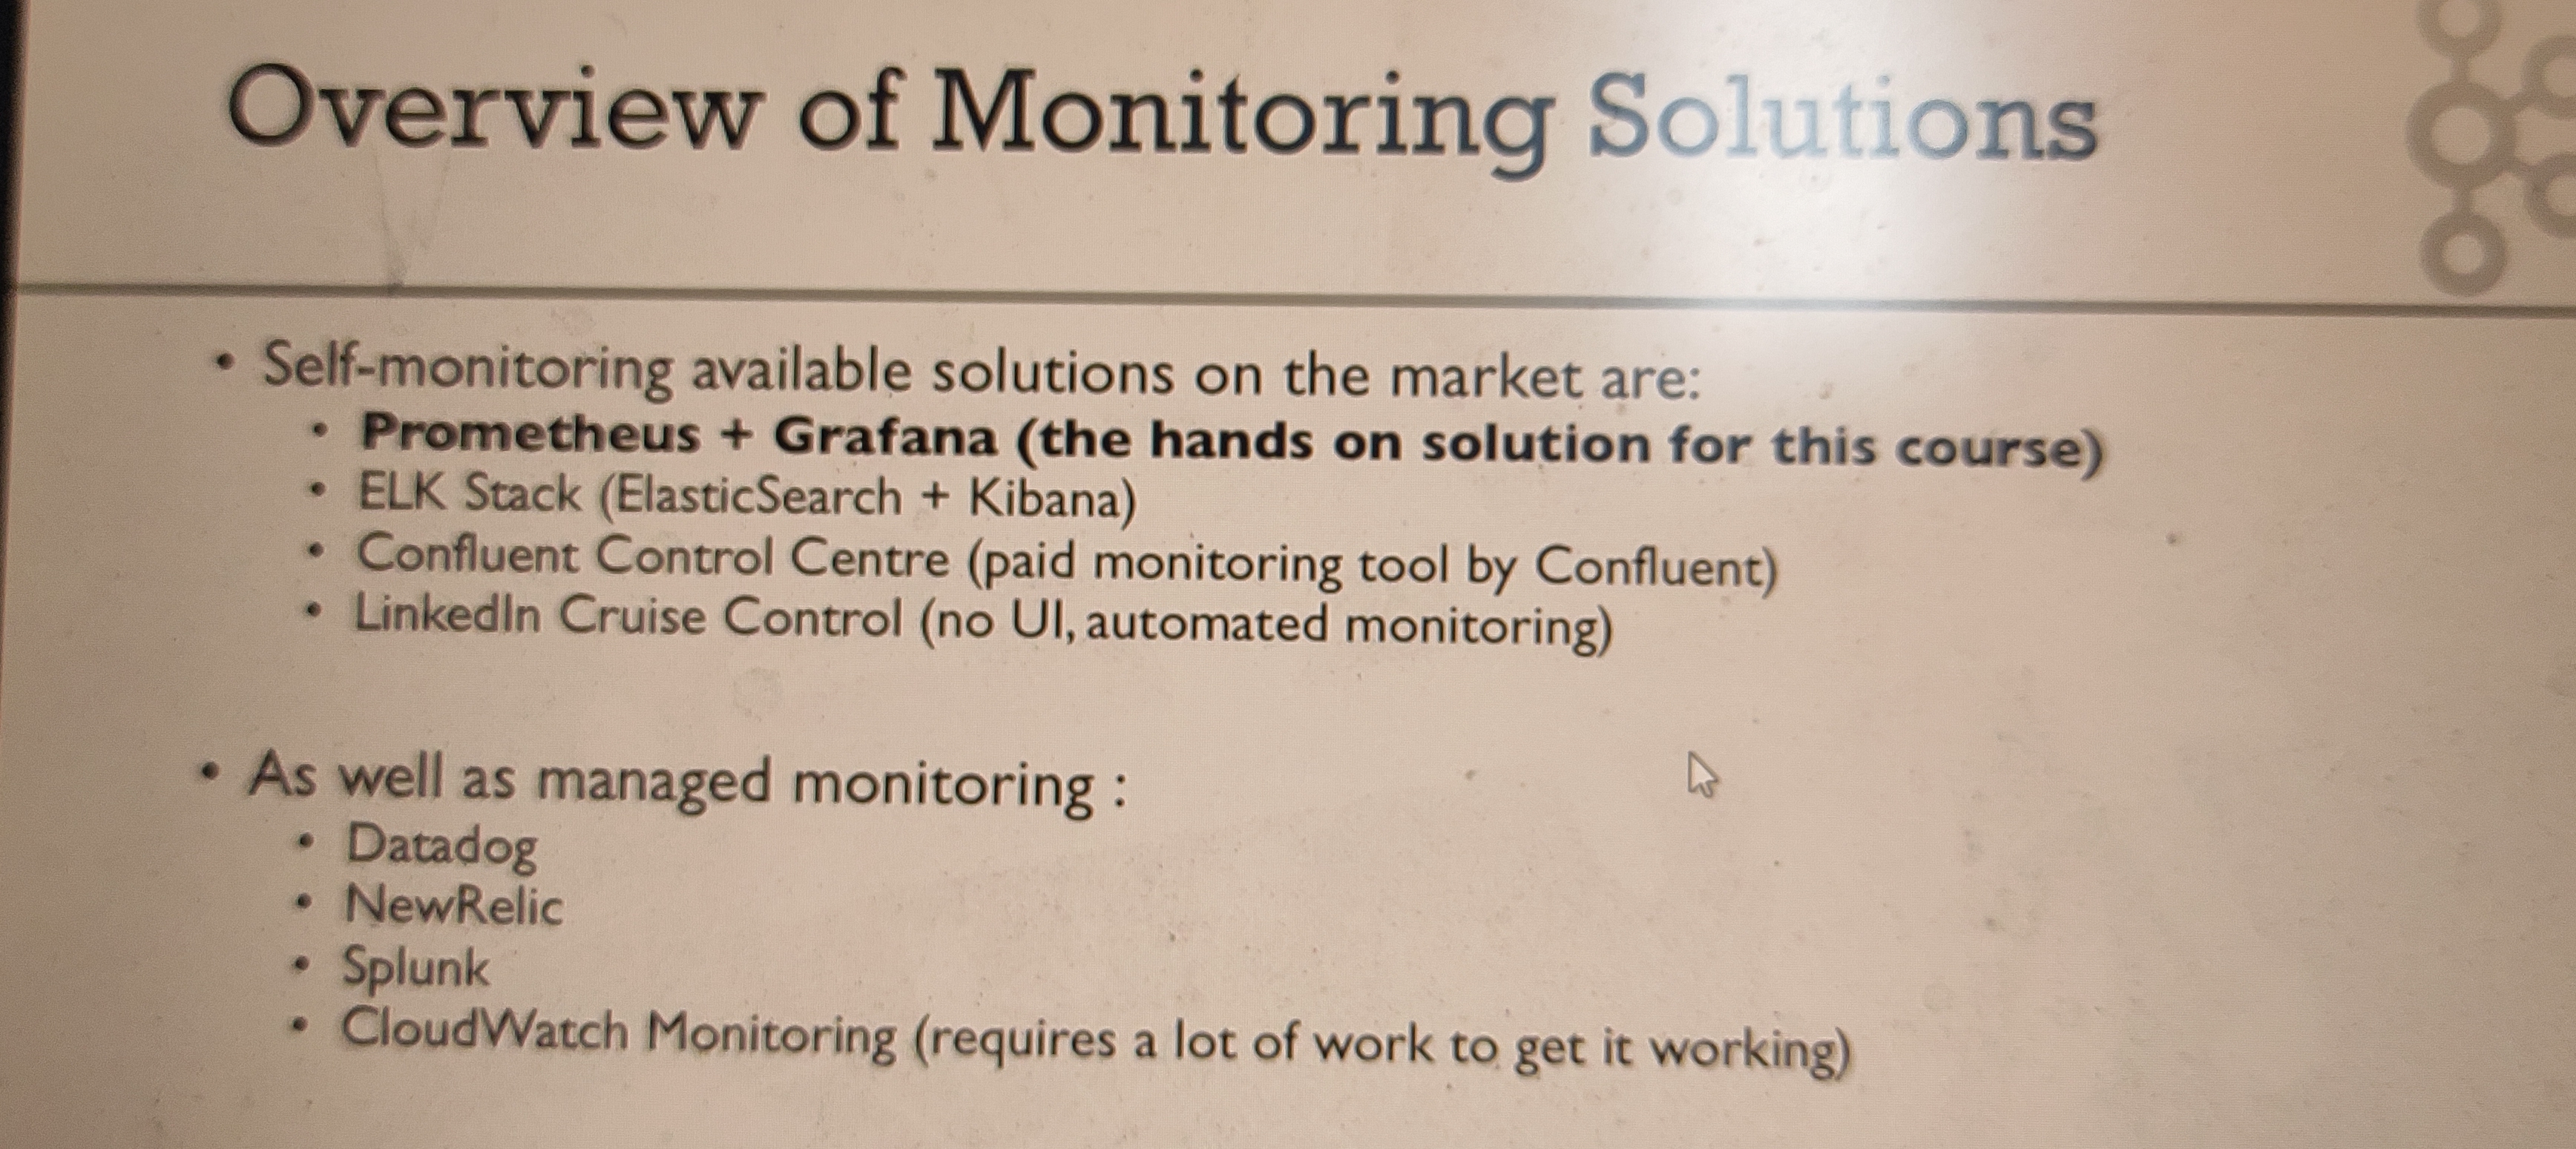 Overview of Monitoring Solutions
• Self-monitoring available solutions on the market are:
• Prometheus + Grafana (the hands on solution for this course)
• ELK Stack (ElasticSearch + Kibana)
• Confluent Control Centre (paid monitoring tool by Confluent)
• LinkedIn Cruise Control (no UI, automated monitoring)
• As well as managed monitoring :
• Datadog
• NewRelic
• Splunk
• CloudWatch Monitoring (requires a lot of work to get it working)